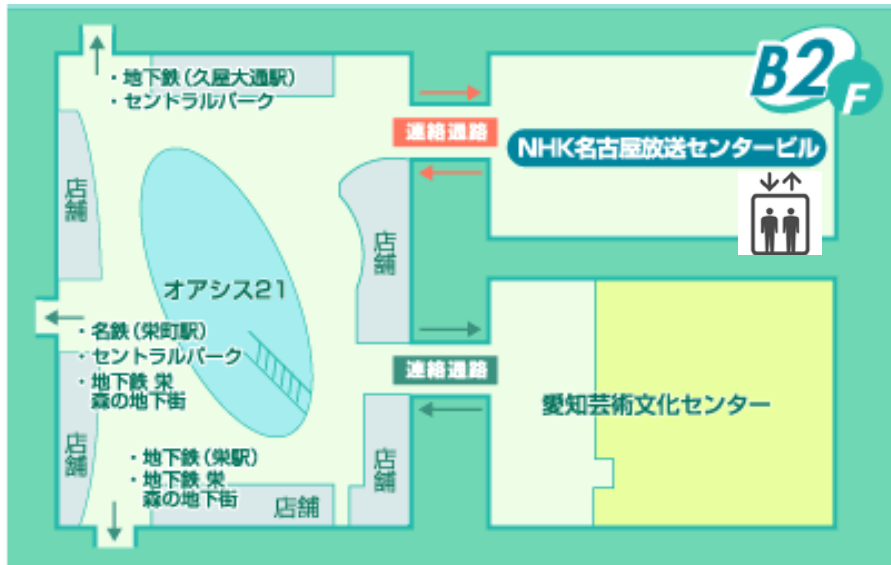 ・地下鉄（久屋大通駅）
・セントラルパーク
B2F
連絡通路
NHK名古屋放送センタービル
店舗
店舗
オアシス21
・名鉄（栄町駅）
・セントラルパーク
・地下鉄 栄
森の地下街
連絡通路
愛知芸術文化センター
店舗
・地下鉄（栄駅）
・地下鉄 栄
森の地下街
店舗
店舗